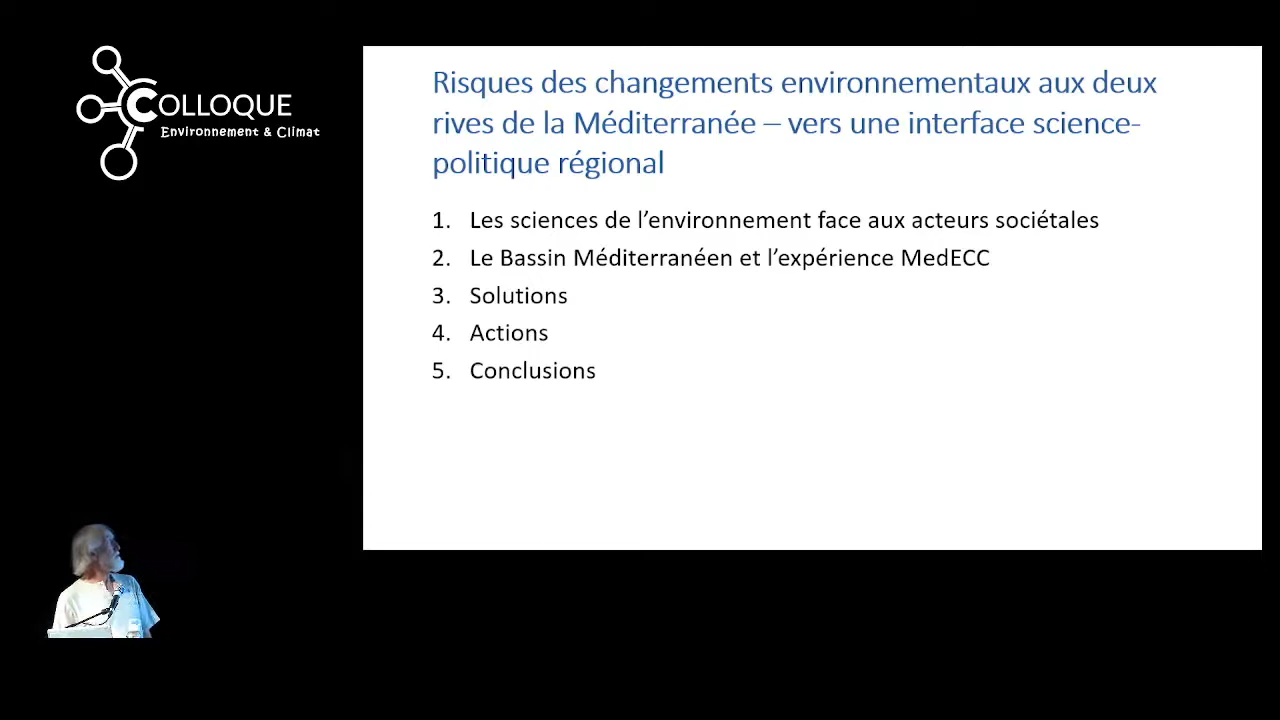 COLLOQUE
Environnement & Climat
Risques des changements environnementaux aux deux
rives de la Méditerranée – vers une interface science-
politique régional
1. Les sciences de l’environnement face aux acteurs sociétales
2. Le Bassin Méditerranéen et l’expérience MedECC
3. Solutions
4. Actions
5. Conclusions